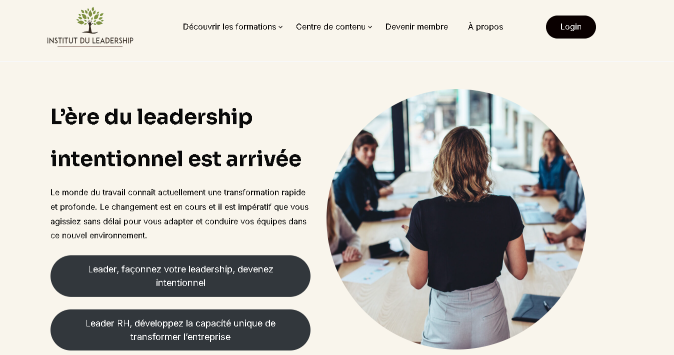 INSTITUT DU LEADERSHIP
Découvrir les formations
Centre de contenu
Devenir membre
À propos
Login
L'ère du leadership
intentionnel est arrivée
Le monde du travail connaît actuellement une transformation rapide
et profonde. Le changement est en cours et il est impératif que vous
agissiez sans délai pour vous adapter et conduire vos équipes dans
ce nouvel environnement.
Leader, façonnez votre leadership, devenez
intentionnel
Leader RH, développez la capacité unique de
transformer l'entreprise